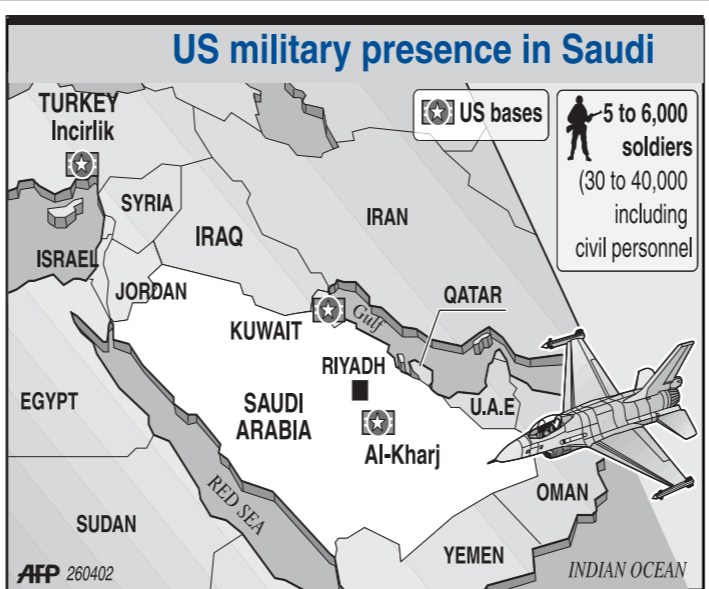 US military presence in Saudi
US bases
5 to 6,000
soldiers
(30 to 40,000
including
civil personnel
TURKEY
Incirlik
SYRIA
IRAQ
IRAN
ISRAEL
JORDAN
KUWAIT
Gulf
QATAR
RIYADH
EGYPT
SAUDI
ARABIA
U.A.E
Al-Kharj
RED SEA
OMAN
SUDAN
YEMEN
INDIAN OCEAN
AFP 260402